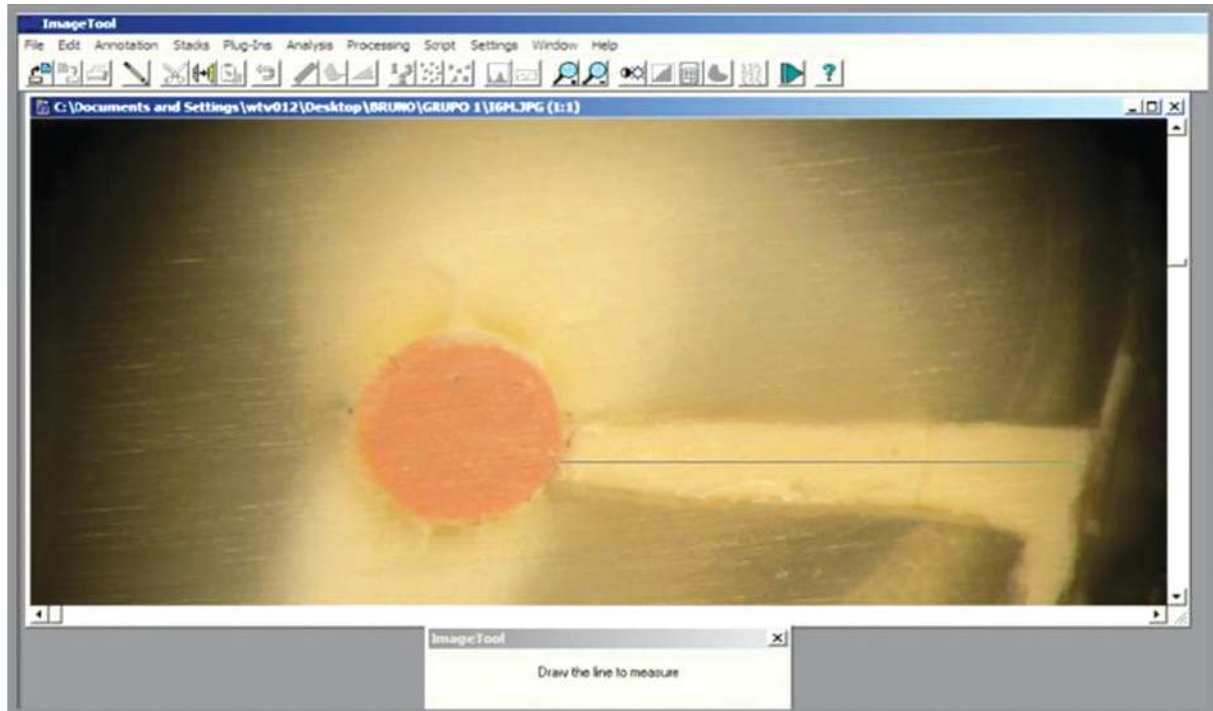 ImageTool
File Edit Annotation Stacks Plug-Ins Analysis Processing Script Settings Window Help
C:\Documents and Settings\wtv012\Desktop\BRUNO\GRUPO 1\I6M.JPG (1:1)
ImageTool
Draw the line to measure